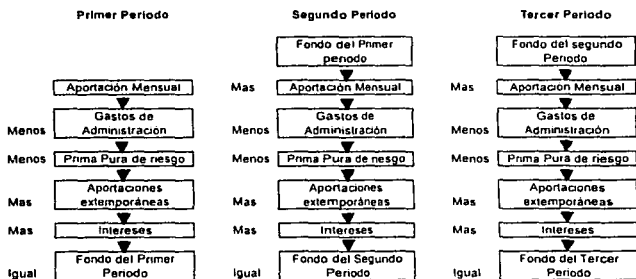 Primer Periodo
Aportación Mensual
Menos Gastos de
Administración
Menos Prima Pura de riesgo
Mas Aportaciones
extemporáneas
Mas Intereses
Igual Fondo del Primer
Periodo
Segundo Periodo
Fondo del Primer
periodo
Mas Aportación Mensual
Menos Gastos de
Administración
Menos Prima Pura de riesgo
Mas Aportaciones
extemporáneas
Mas Intereses
Igual Fondo del Segundo
Periodo
Tercer Periodo
Fondo del segundo
Periodo
Mas Aportacion Mensual
Menos Gastos de
Administración
Menos Prima Pura de riesgo
Mas Aportaciones
extemporáneas
Mas Intereses
Igual Fondo del Tercer
Periodo